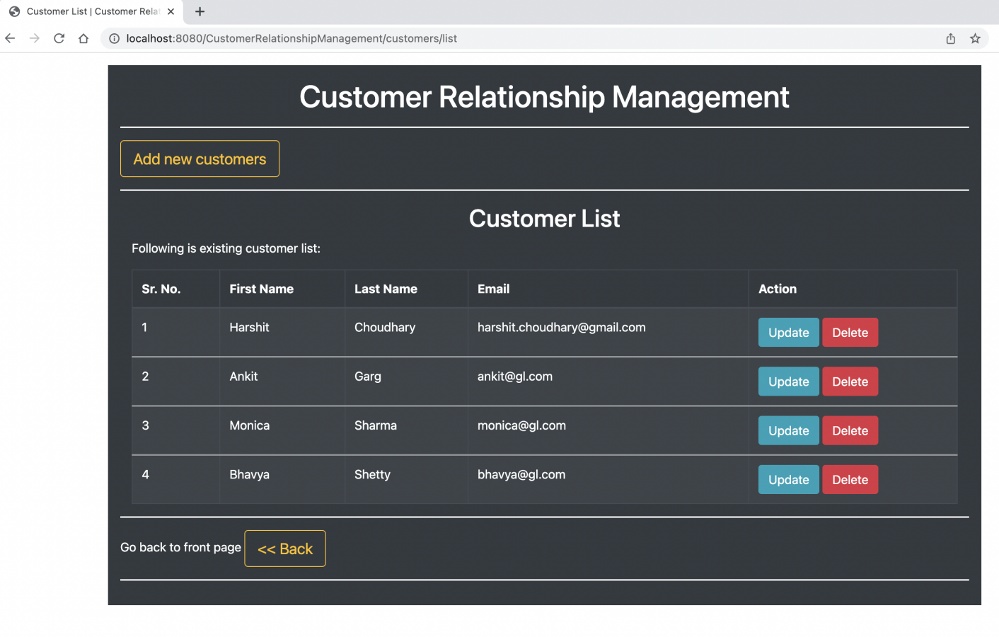 Customer List | Customer Rela
localhost:8080/CustomerRelationshipManagement/customers/list
Customer Relationship Management
Add new customers
Customer List
Following is existing customer list:
Sr. No. First Name Last Name Email Action
1 Harshit Choudhary harshit.choudhary@gmail.com Update Delete
2 Ankit Garg ankit@gl.com Update Delete
3 Monica Sharma monica@gl.com Update Delete
4 Bhavya Shetty bhavya@gl.com Update Delete
Go back to front page << Back